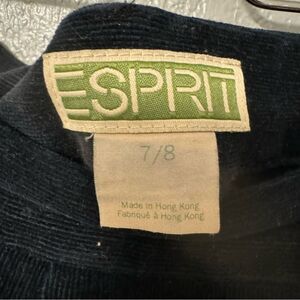 ESPRIT
7/8
Made in Hong Kong
Fabriqué à Hong Kong